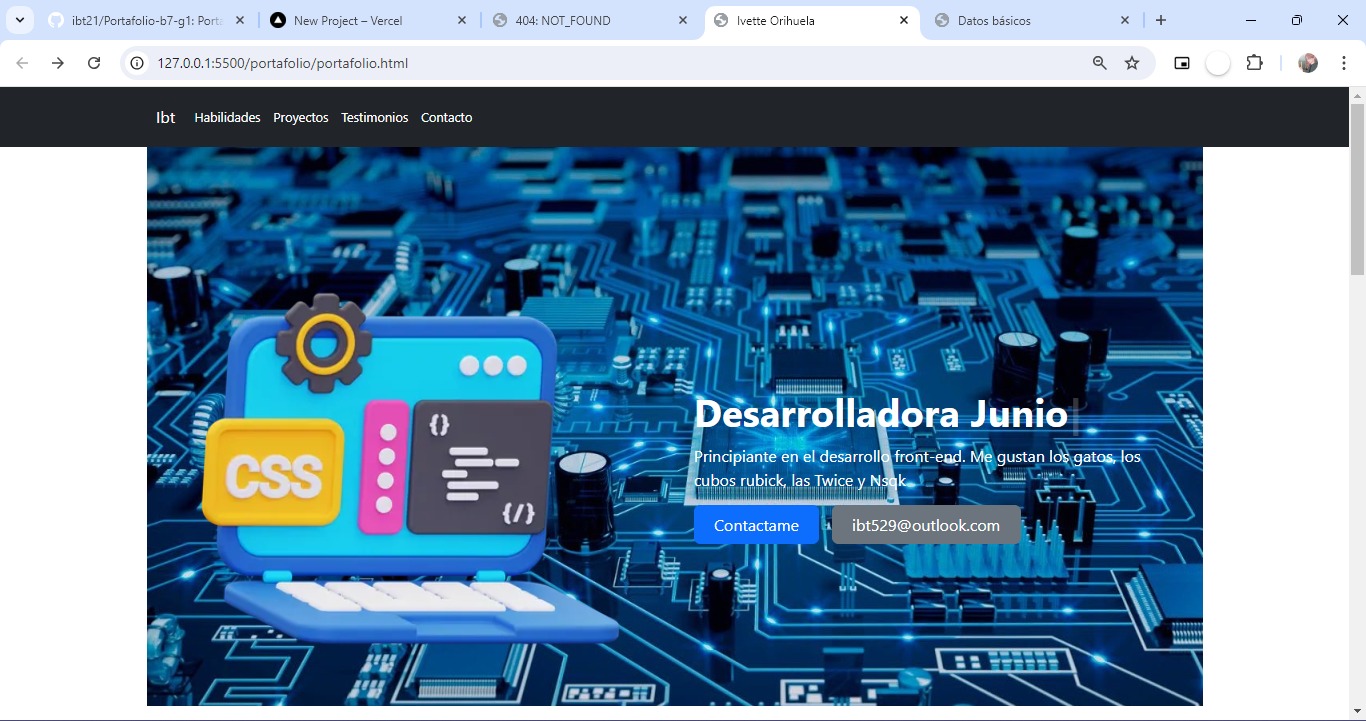 ibt21/Portafolio-b7-g1: Porta
New Project – Vercel
404: NOT_FOUND
Ivette Orihuela
Datos básicos
127.0.0.1:5500/portafolio/portafolio.html
Ibt Habilidades Proyectos Testimonios Contacto
CSS
{}
{/}
Desarrolladora Junio
Principiante en el desarrollo front-end. Me gustan los gatos, los
cubos rubick, las Twice y Nsqk
Contactame
ibt529@outlook.com